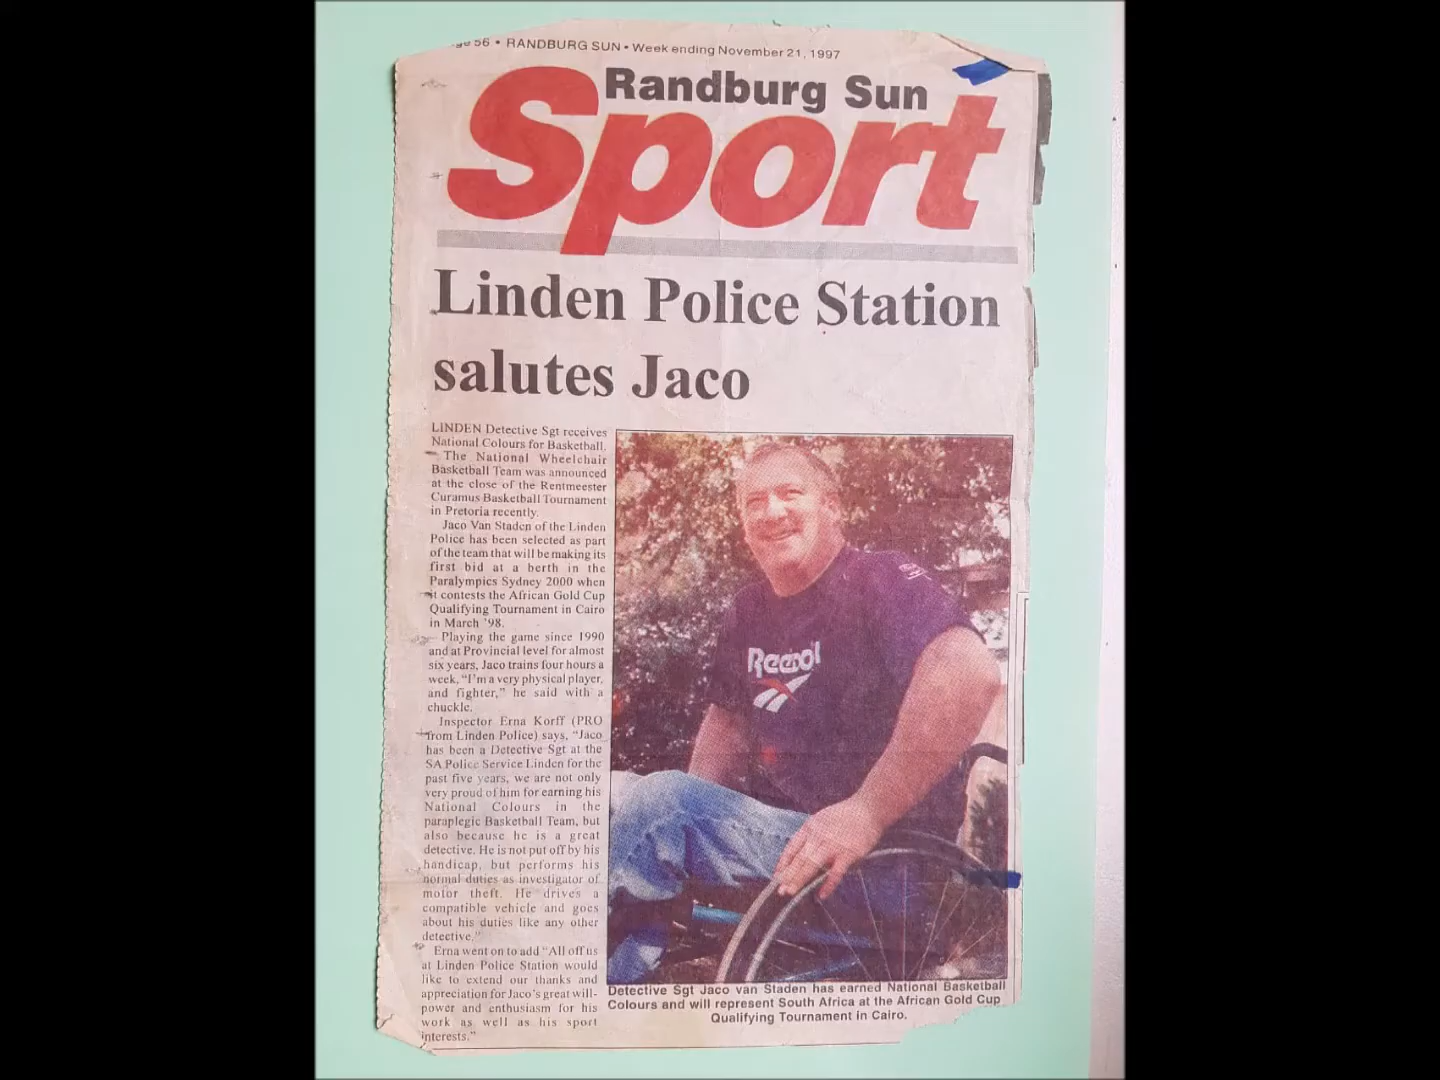 56 • RANDBURG SUN • Week ending November 21, 1997
Randburg Sun
Sport
Linden Police Station
salutes Jaco
LINDEN Detective Sgt receives
National Colours for Basketball.
The National Wheelchair
Basketball Team was announced
at the close of the Rentmeester
Curamus Basketball Tournament
in Pretoria recently.
Jaco Van Staden of the Linden
Police has been selected as part
of the team that will be making its
first bid at a berth in the
Paralympics Sydney 2000 when
it contests the African Gold Cup
Qualifying Tournament in Cairo
in March '98.
Playing the game since 1990
and at Provincial level for almost
six years, Jaco trains four hours a
week, "I'm a very physical player,
and fighter," he said with a
chuckle.
Inspector Erna Korff (PRO
from Linden Police) says, "Jaco
has been a Detective Sgt at the
SA Police Service Linden for the
past five years, we are not only
very proud of him for earning his
National Colours in the
paraplegic Basketball Team, but
also because he is a great
detective. He is not put off by his
handicap, but performs his
normal duties as investigator of
motor theft. He drives a
compatible vehicle and goes
about his duties like any other
detective."
Erna went on to add "All off us
at Linden Police Station would
like to extend our thanks and
appreciation for Jaco's great will-
power and enthusiasm for his
work as well as his sport
interests."
Reebok
Detective Sgt Jaco van Staden has earned National Basketball
Colours and will represent South Africa at the African Gold Cup
Qualifying Tournament in Cairo.